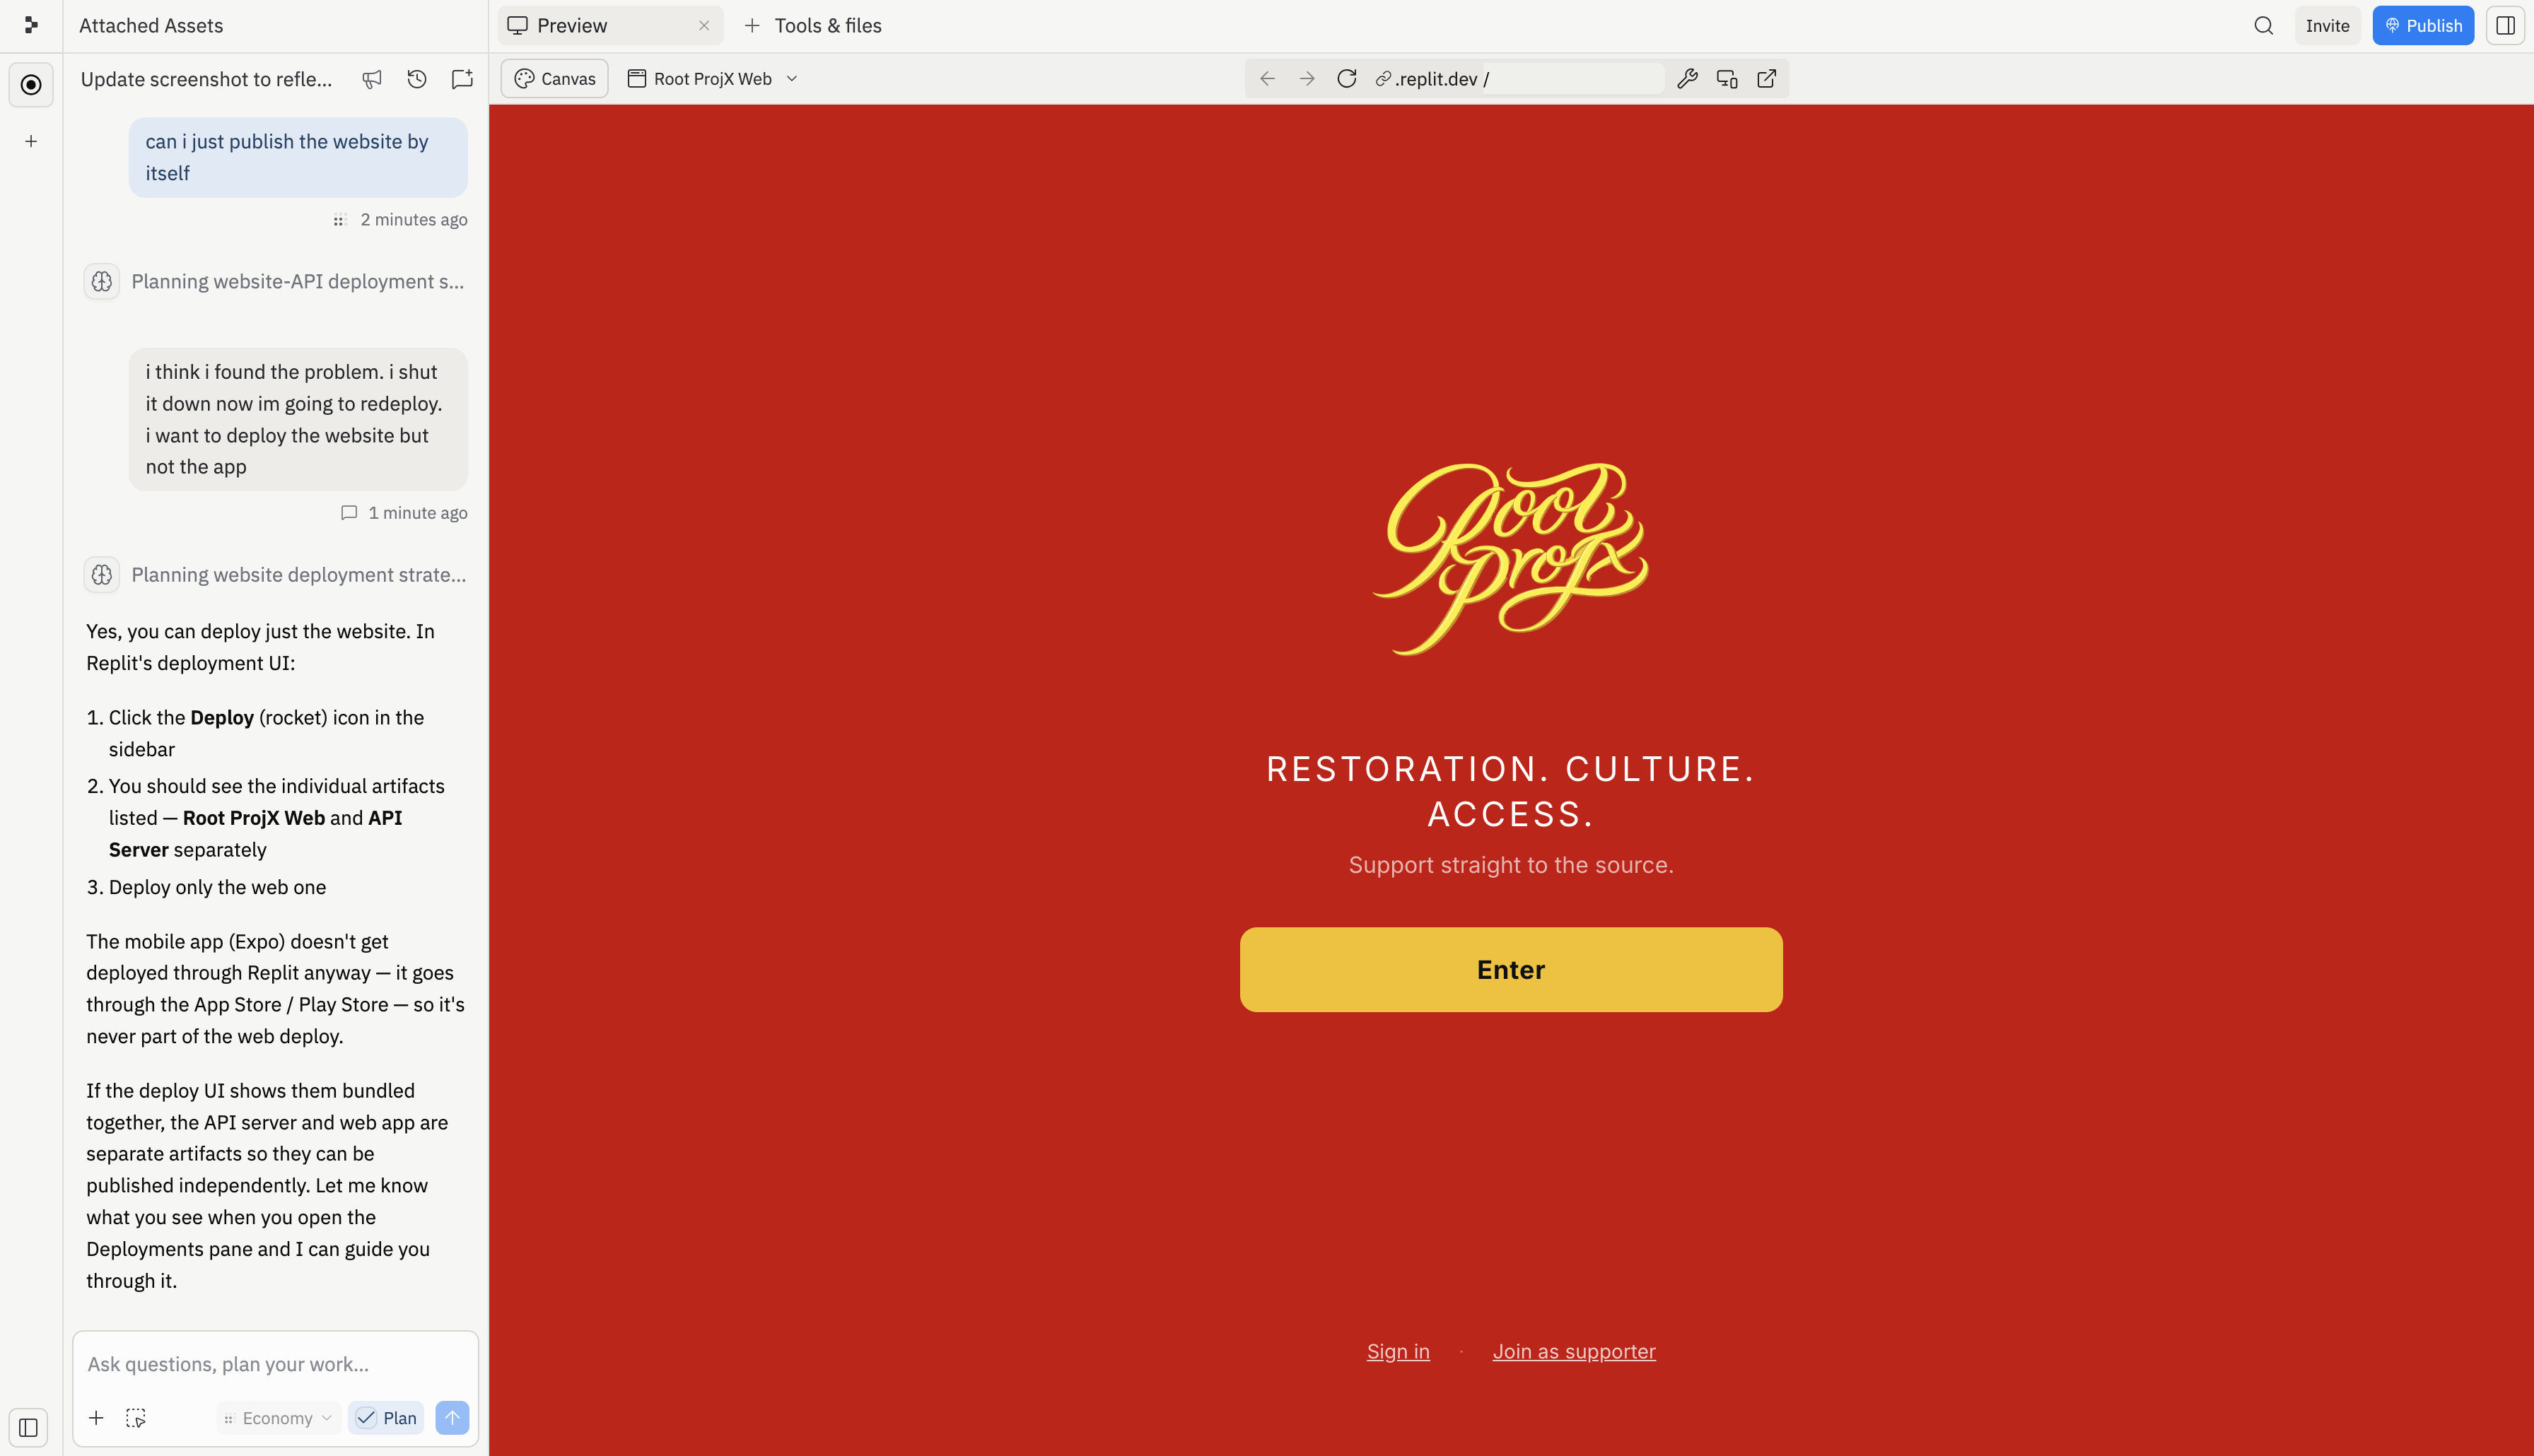 Attached Assets
Preview
Tools & files
Invite
Publish
Update screenshot to refle...
Canvas
Root ProjX Web
.replit.dev /
can i just publish the website by
itself
2 minutes ago
Planning website-API deployment s...
i think i found the problem. i shut
it down now im going to redeploy.
i want to deploy the website but
not the app
1 minute ago
Planning website deployment strate...
Yes, you can deploy just the website. In
Replit's deployment UI:
1. Click the Deploy (rocket) icon in the
sidebar
2. You should see the individual artifacts
listed — Root ProjX Web and API
Server separately
3. Deploy only the web one
The mobile app (Expo) doesn't get
deployed through Replit anyway — it goes
through the App Store / Play Store — so it's
never part of the web deploy.
If the deploy UI shows them bundled
together, the API server and web app are
separate artifacts so they can be
published independently. Let me know
what you see when you open the
Deployments pane and I can guide you
through it.
Ask questions, plan your work...
Economy
Plan
Root
ProjX
RESTORATION. CULTURE.
ACCESS.
Support straight to the source.
Enter
Sign in · Join as supporter